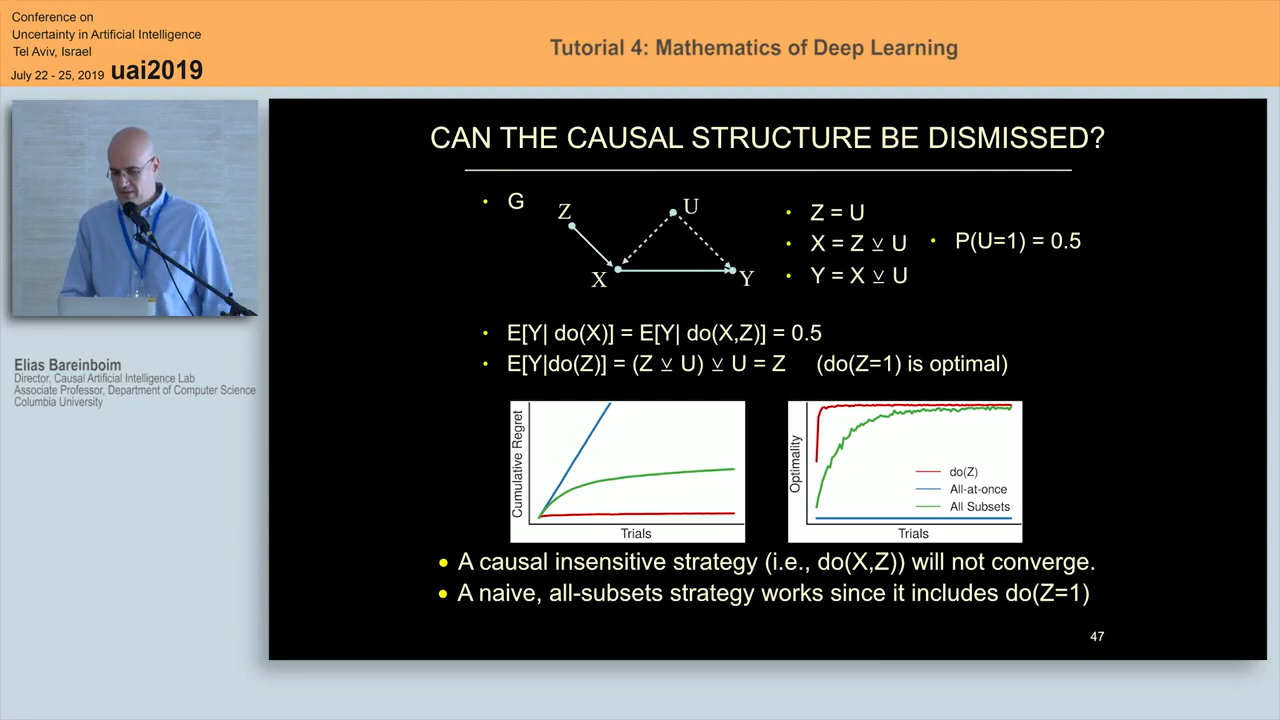 Conference on
Uncertainty in Artificial Intelligence
Tel Aviv, Israel
July 22 - 25, 2019 uai2019
Tutorial 4: Mathematics of Deep Learning
Elias Bareinboim
Director, Causal Artificial Intelligence Lab
Associate Professor, Department of Computer Science
Columbia University
CAN THE CAUSAL STRUCTURE BE DISMISSED?
• G
Z
U
X
Y
• Z = U
• X = Z ⊻ U • P(U=1) = 0.5
• Y = X ⊻ U
• E[Y| do(X)] = E[Y| do(X,Z)] = 0.5
• E[Y|do(Z)] = (Z ⊻ U) ⊻ U = Z (do(Z=1) is optimal)
Cumulative Regret
Trials
Optimality
do(Z)
All-at-once
All Subsets
Trials
• A causal insensitive strategy (i.e., do(X,Z)) will not converge.
• A naive, all-subsets strategy works since it includes do(Z=1)
47